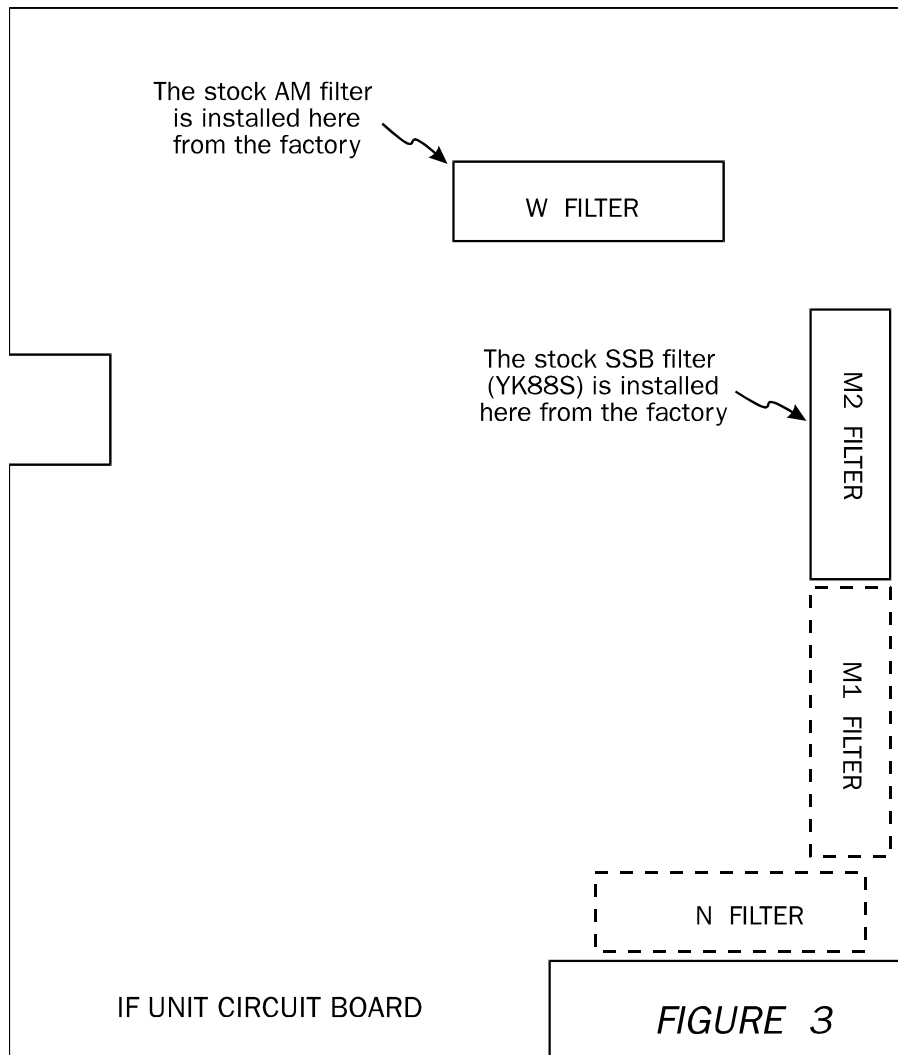 The stock AM filter
is installed here
from the factory
W FILTER
The stock SSB filter
(YK88S) is installed
here from the factory
M2 FILTER
M1 FILTER
N FILTER
IF UNIT CIRCUIT BOARD
FIGURE 3